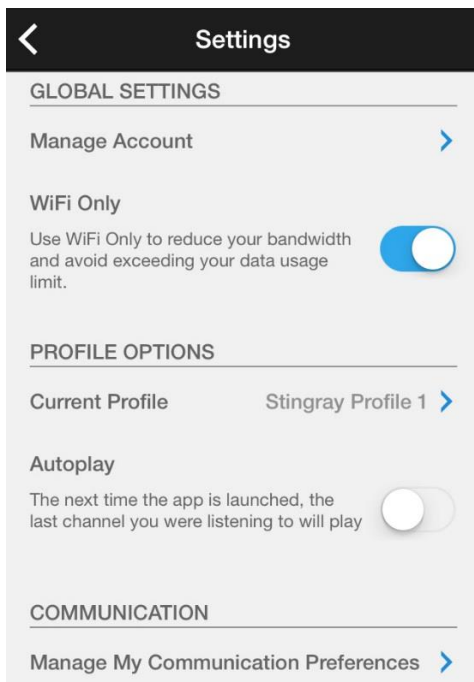 Settings
GLOBAL SETTINGS
Manage Account
WiFi Only
Use WiFi Only to reduce your bandwidth
and avoid exceeding your data usage
limit.
PROFILE OPTIONS
Current Profile Stingray Profile 1
Autoplay
The next time the app is launched, the
last channel you were listening to will play
COMMUNICATION
Manage My Communication Preferences